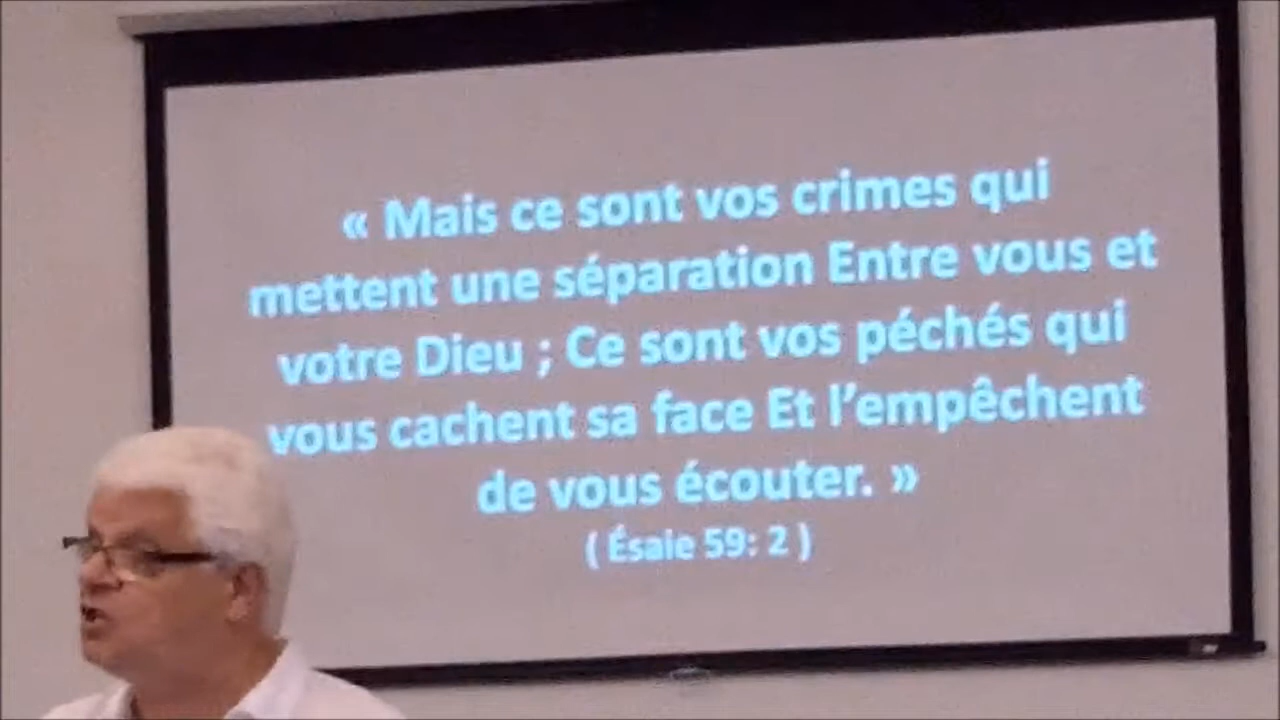 « Mais ce sont vos crimes qui
mettent une séparation Entre vous et
votre Dieu ; Ce sont vos péchés qui
vous cachent sa face Et l’empêchent
de vous écouter. »
( Ésaie 59: 2 )